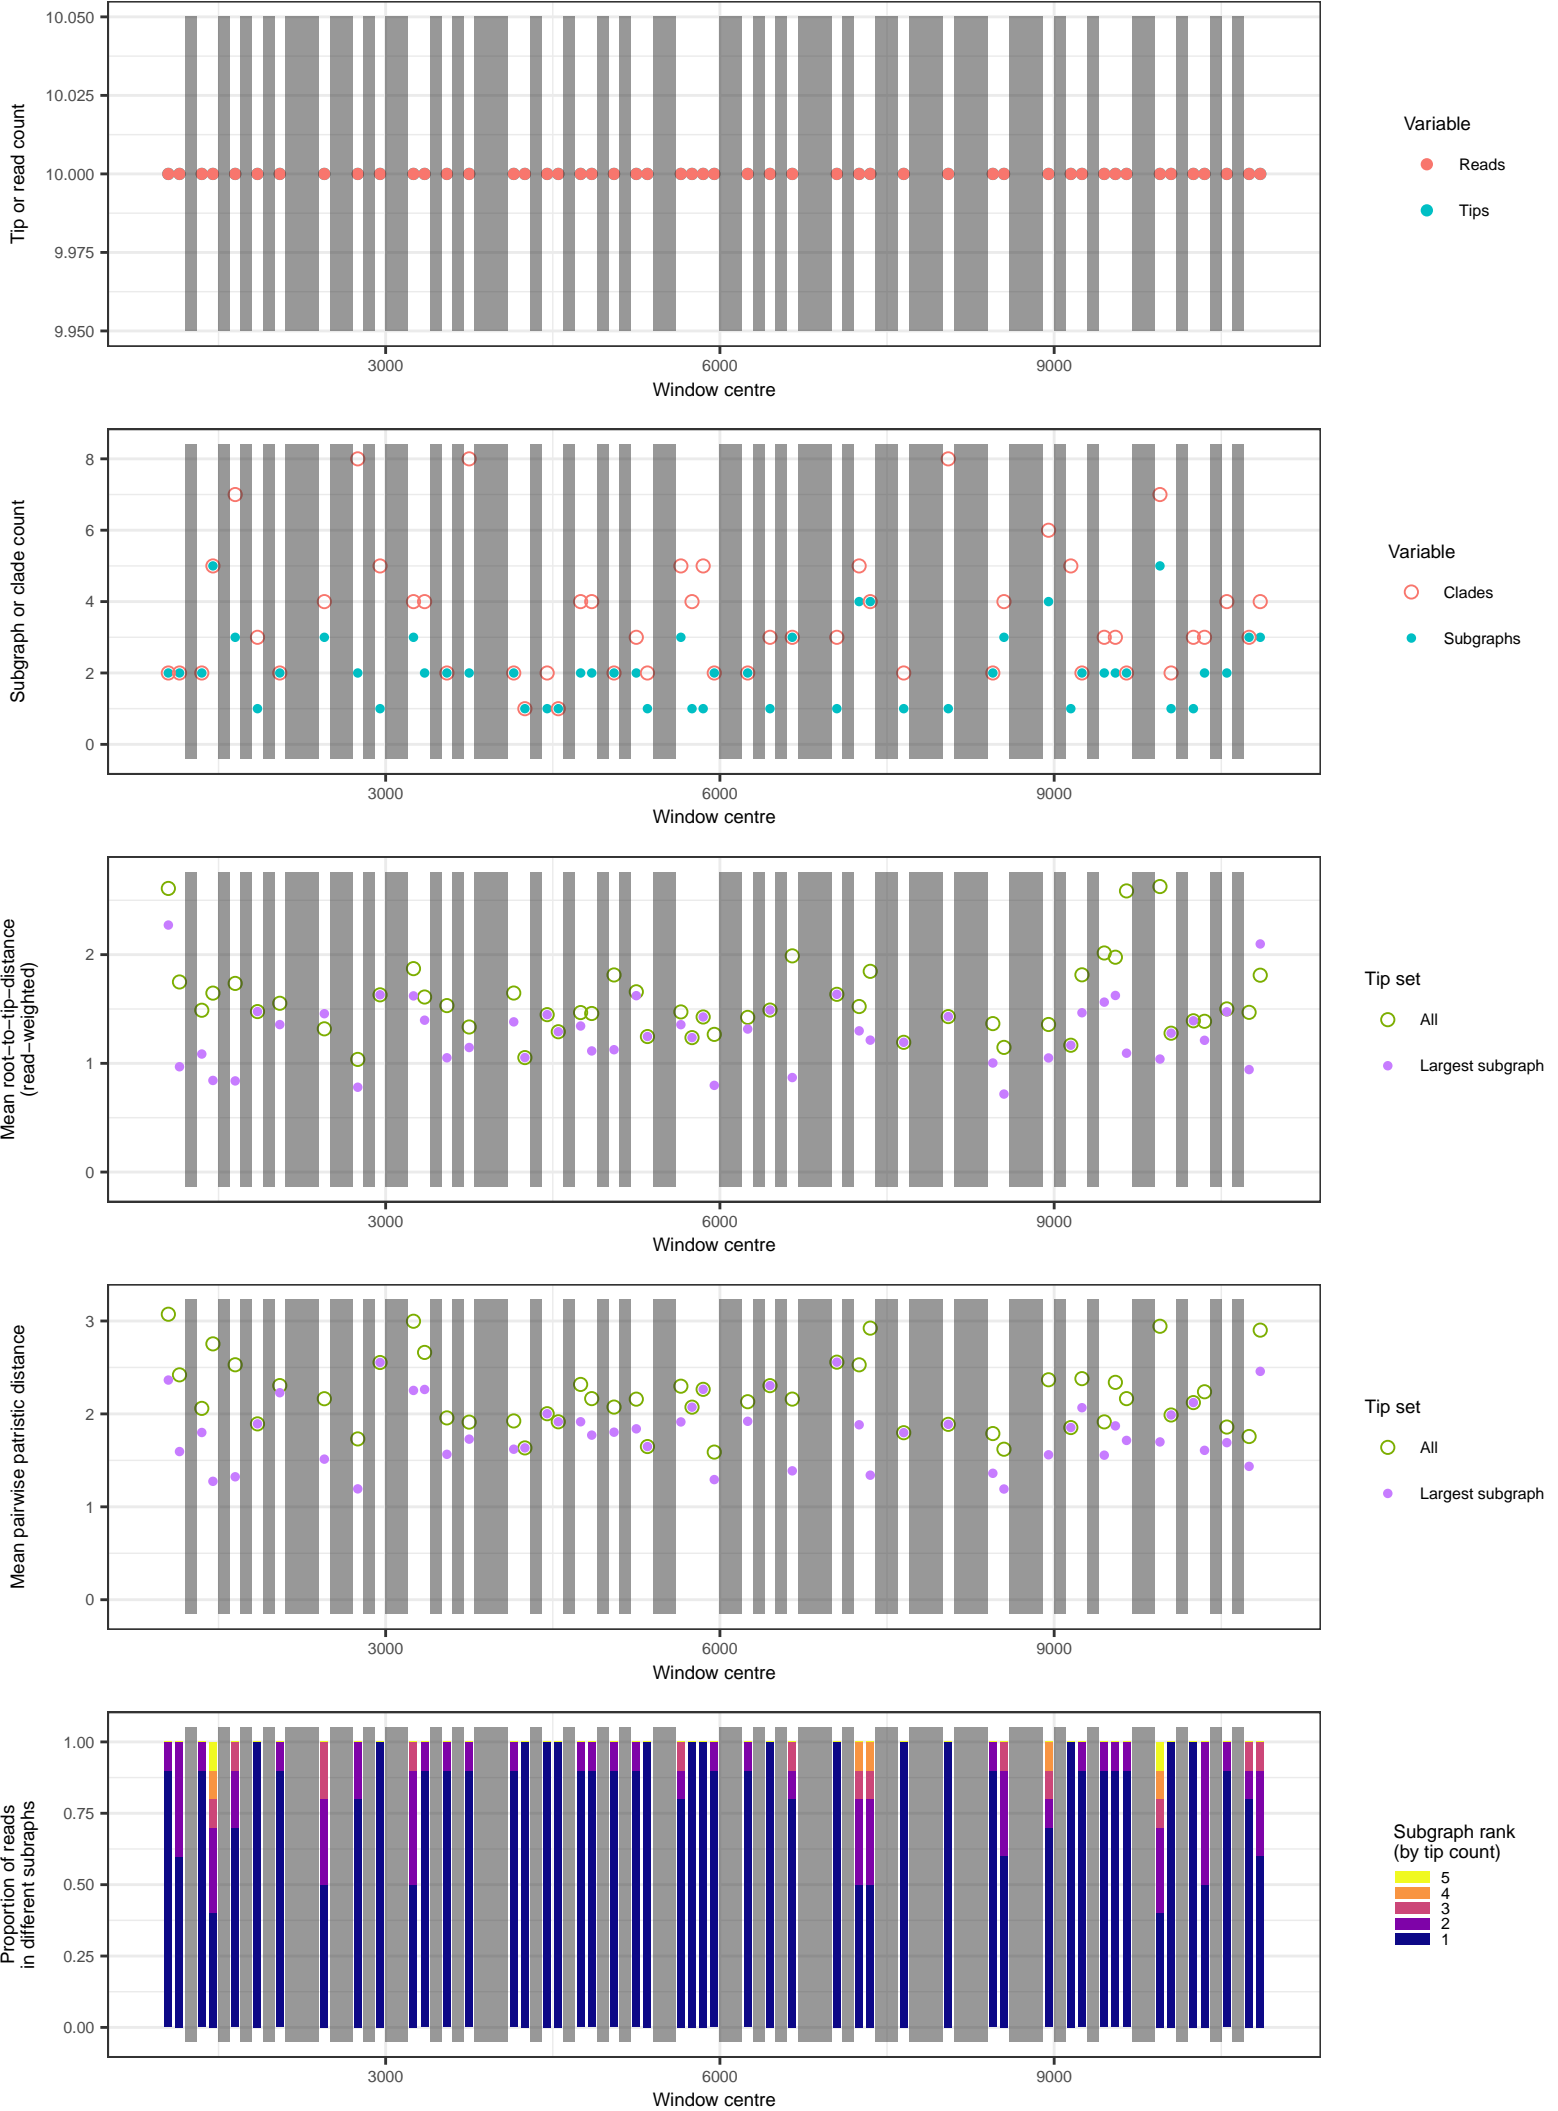 10.050
10.025
10.000
9.975
9.950
Tip or read count
3000
6000
9000
Window centre
Variable
Reads
Tips
8
6
4
2
0
Subgraph or clade count
3000
6000
9000
Window centre
Variable
Clades
Subgraphs
2
1
0
Mean root−to−tip−distance
(read−weighted)
3000
6000
9000
Window centre
Tip set
All
Largest subgraph
3
2
1
0
Mean pairwise patristic distance
3000
6000
9000
Window centre
Tip set
All
Largest subgraph
1.00
0.75
0.50
0.25
0.00
Proportion of reads
in different subraphs
3000
6000
9000
Window centre
Subgraph rank
(by tip count)
5
4
3
2
1